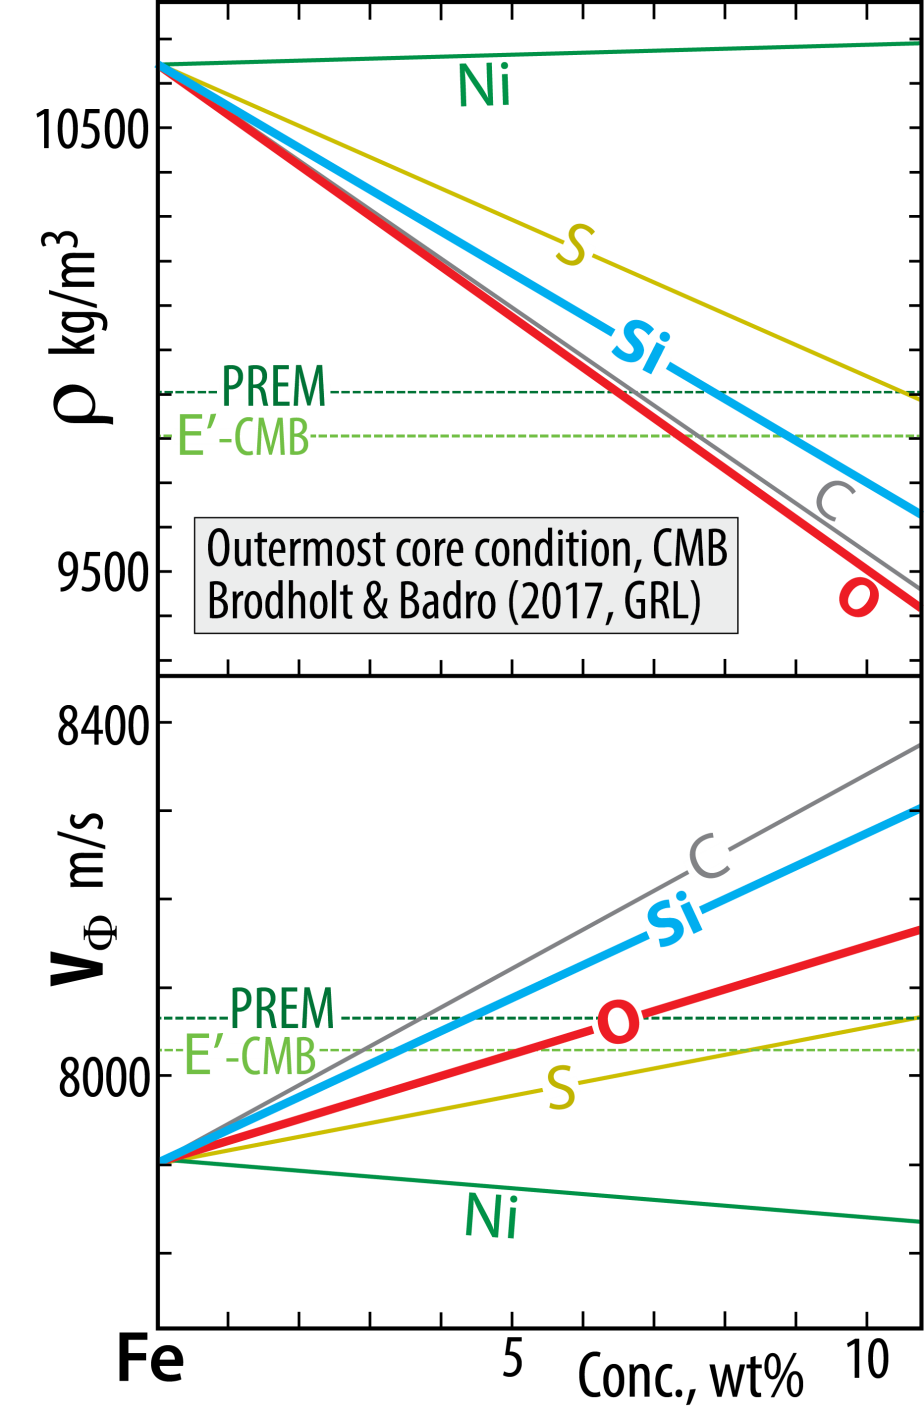 Ni
10500
S
ρ kg/m³
Si
PREM
E′-CMB
C
Outermost core condition, CMB
9500
Brodholt & Badro (2017, GRL)
O
8400
C
V_Φ m/s
Si
PREM
O
E′-CMB
8000
S
Ni
Fe
5
10
Conc., wt%